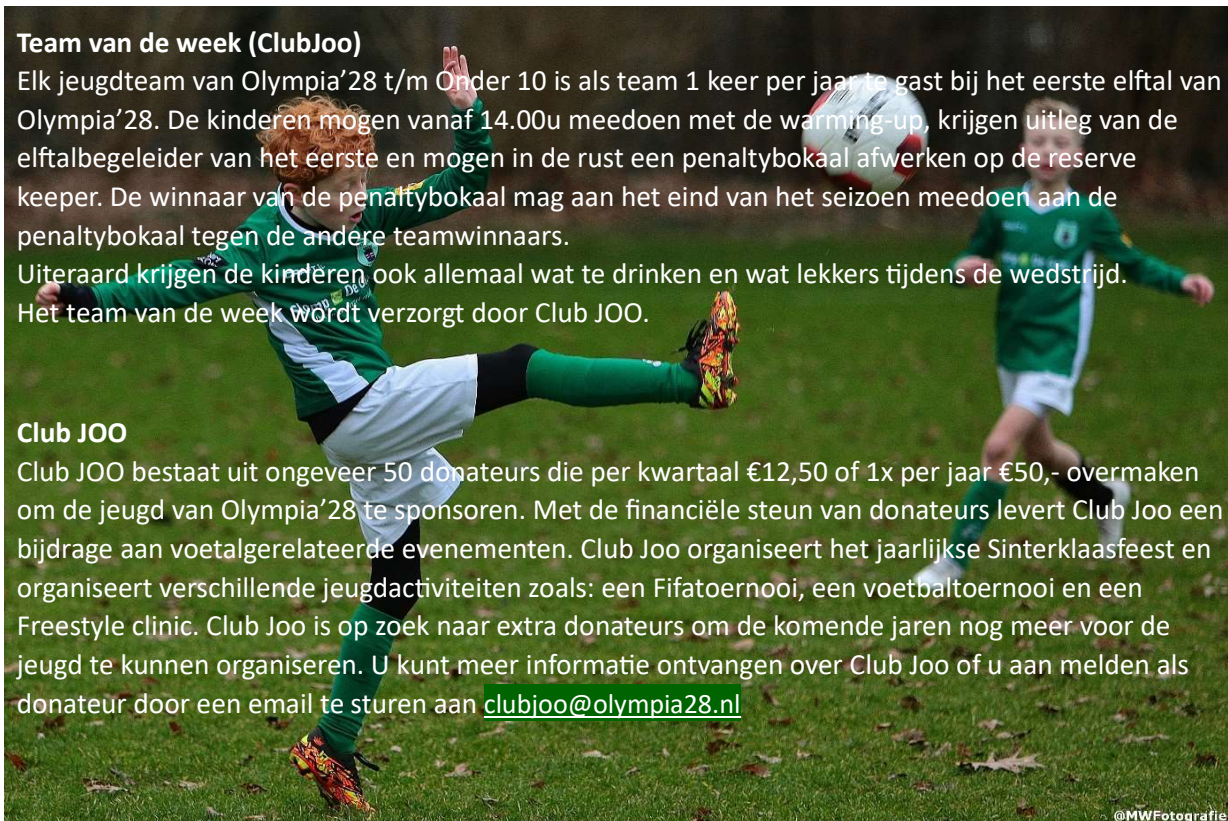 Team van de week (ClubJoo)
Elk jeugdteam van Olympia’28 t/m Onder 10 is als team 1 keer per jaar te gast bij het eerste elftal van
Olympia’28. De kinderen mogen vanaf 14.00u meedoen met de warming-up, krijgen uitleg van de
elftalbegeleider van het eerste en mogen in de rust een penaltybokaal afwerken op de reserve
keeper. De winnaar van de penaltybokaal mag aan het eind van het seizoen meedoen aan de
penaltybokaal tegen de andere teamwinnaars.
Uiteraard krijgen de kinderen ook allemaal wat te drinken en wat lekkers tijdens de wedstrijd.
Het team van de week wordt verzorgt door Club JOO.
Club JOO
Club JOO bestaat uit ongeveer 50 donateurs die per kwartaal €12,50 of 1x per jaar €50,- overmaken
om de jeugd van Olympia’28 te sponsoren. Met de financiële steun van donateurs levert Club Joo een
bijdrage aan voetalgerelateerde evenementen. Club Joo organiseert het jaarlijkse Sinterklaasfeest en
organiseert verschillende jeugdactiviteiten zoals: een Fifatoernooi, een voetbaltoernooi en een
Freestyle clinic. Club Joo is op zoek naar extra donateurs om de komende jaren nog meer voor de
jeugd te kunnen organiseren. U kunt meer informatie ontvangen over Club Joo of u aan melden als
donateur door een email te sturen aan clubjoo@olympia28.nl
@MWFotografie